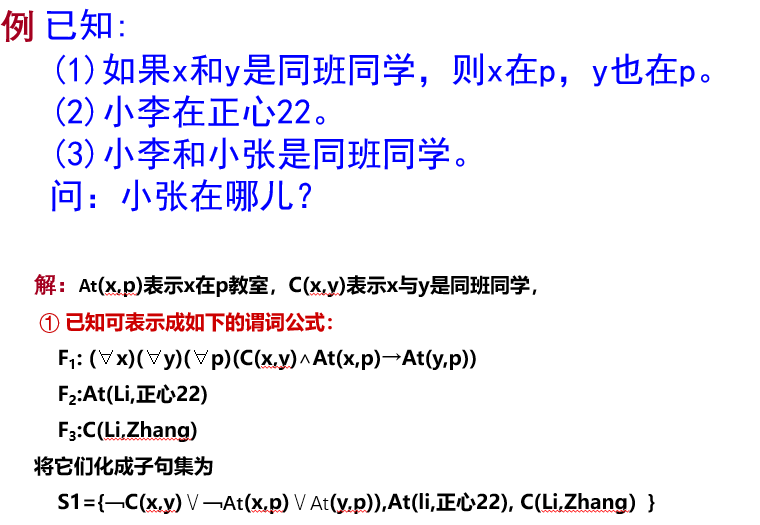 例 已知:
(1)如果x和y是同班同学，则x在p，y也在p。
(2)小李在正心22。
(3)小李和小张是同班同学。
问：小张在哪儿？
解：At(x,p)表示x在p教室，C(x,y)表示x与y是同班同学，
① 已知可表示成如下的谓词公式：
F₁: (∀x)(∀y)(∀p)(C(x,y)∧At(x,p)→At(y,p))
F₂:At(Li,正心22)
F₃:C(Li,Zhang)
将它们化成子句集为
S1={¬C(x,y)∨¬At(x,p)∨At(y,p)),At(li,正心22), C(Li,Zhang）}